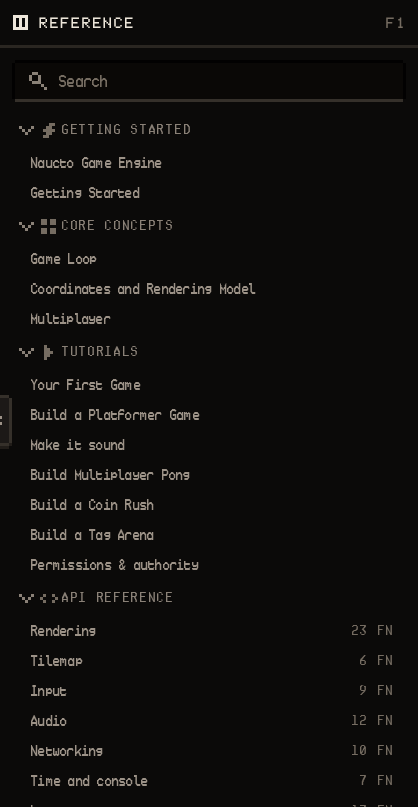 REFERENCE F1
Search
GETTING STARTED
Naucto Game Engine
Getting Started
CORE CONCEPTS
Game Loop
Coordinates and Rendering Model
Multiplayer
TUTORIALS
Your First Game
Build a Platformer Game
Make it sound
Build Multiplayer Pong
Build a Coin Rush
Build a Tag Arena
Permissions & authority
API REFERENCE
Rendering 23 FN
Tilemap 6 FN
Input 9 FN
Audio 12 FN
Networking 10 FN
Time and console 7 FN